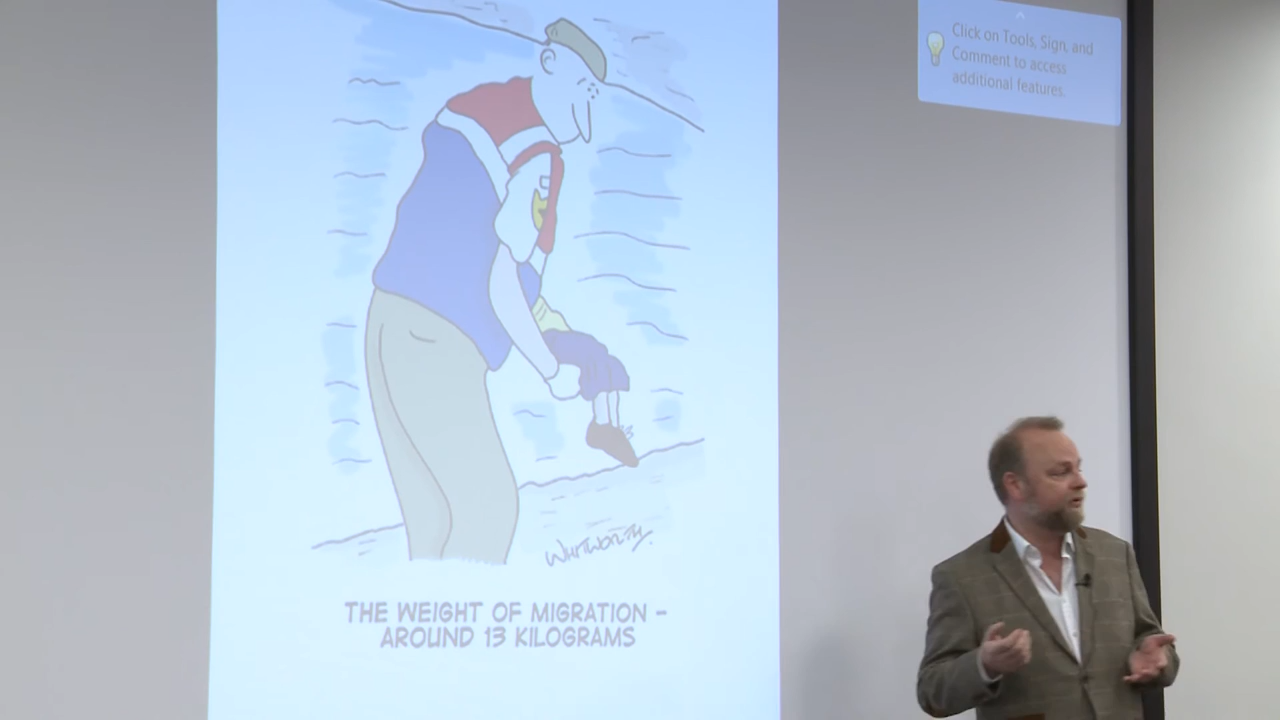 Click on Tools, Sign, and
Comment to access
additional features.
Whitworth.
THE WEIGHT OF MIGRATION –
AROUND 13 KILOGRAMS